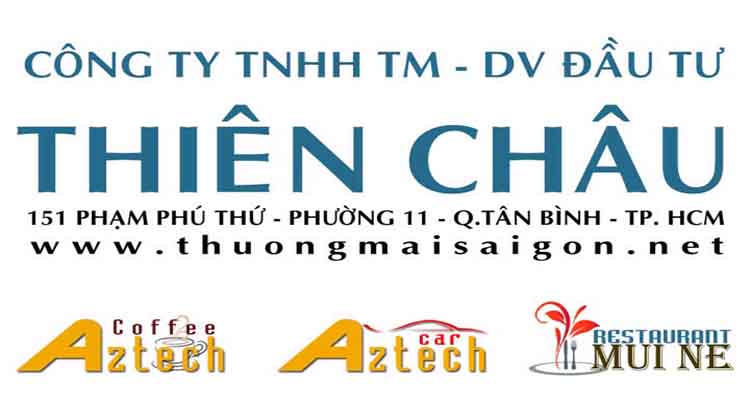 CÔNG TY TNHH TM - DV ĐẦU TƯ
THIÊN CHÂU
151 PHẠM PHÚ THỨ - PHƯỜNG 11 - Q.TÂN BÌNH - TP. HCM
www.thuongmaisaigon.net
Coffee
Aztech
car
Aztech
RESTAURANT
MUI NE